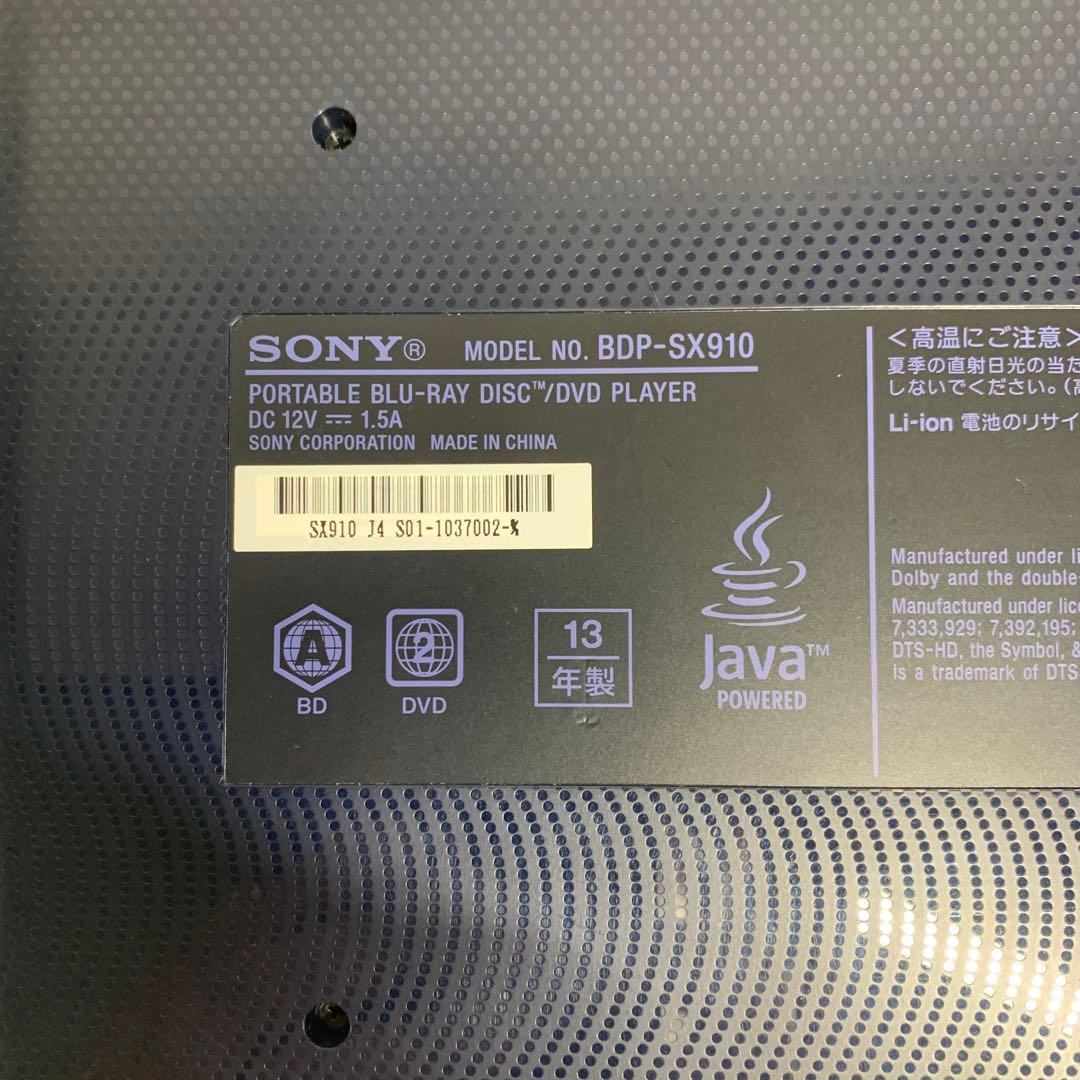 SONY® MODEL NO. BDP-SX910
PORTABLE BLU-RAY DISC™/DVD PLAYER
DC 12V ⎓ 1.5A
SONY CORPORATION MADE IN CHINA
SX910 J4 S01-1037002-
A
BD
2
DVD
13
年製
Java™
POWERED
<高温にご注意>
夏季の直射日光の当た
しないでください。(高
Li-ion 電池のリサイ
Manufactured under li
Dolby and the double
Manufactured under lice
7,333,929; 7,392,195;
DTS-HD, the Symbol, &
is a trademark of DTS